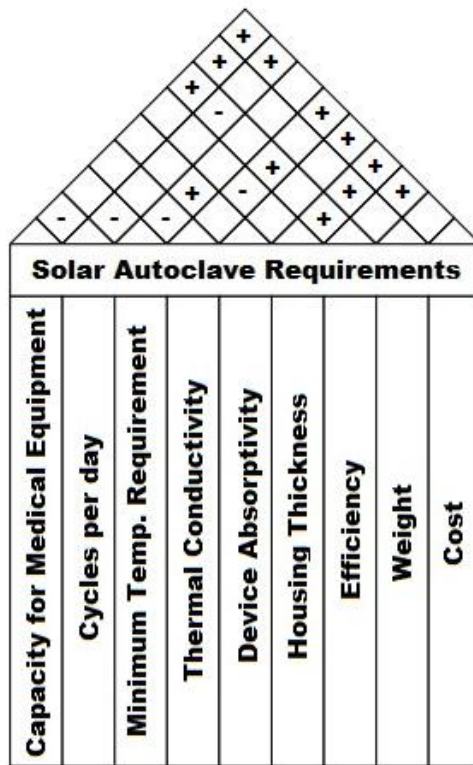 +
+ +
+
- +
+
+ +
+ - + +
- - - +
Solar Autoclave Requirements
Capacity for Medical Equipment
Cycles per day
Minimum Temp. Requirement
Thermal Conductivity
Device Absorptivity
Housing Thickness
Efficiency
Weight
Cost